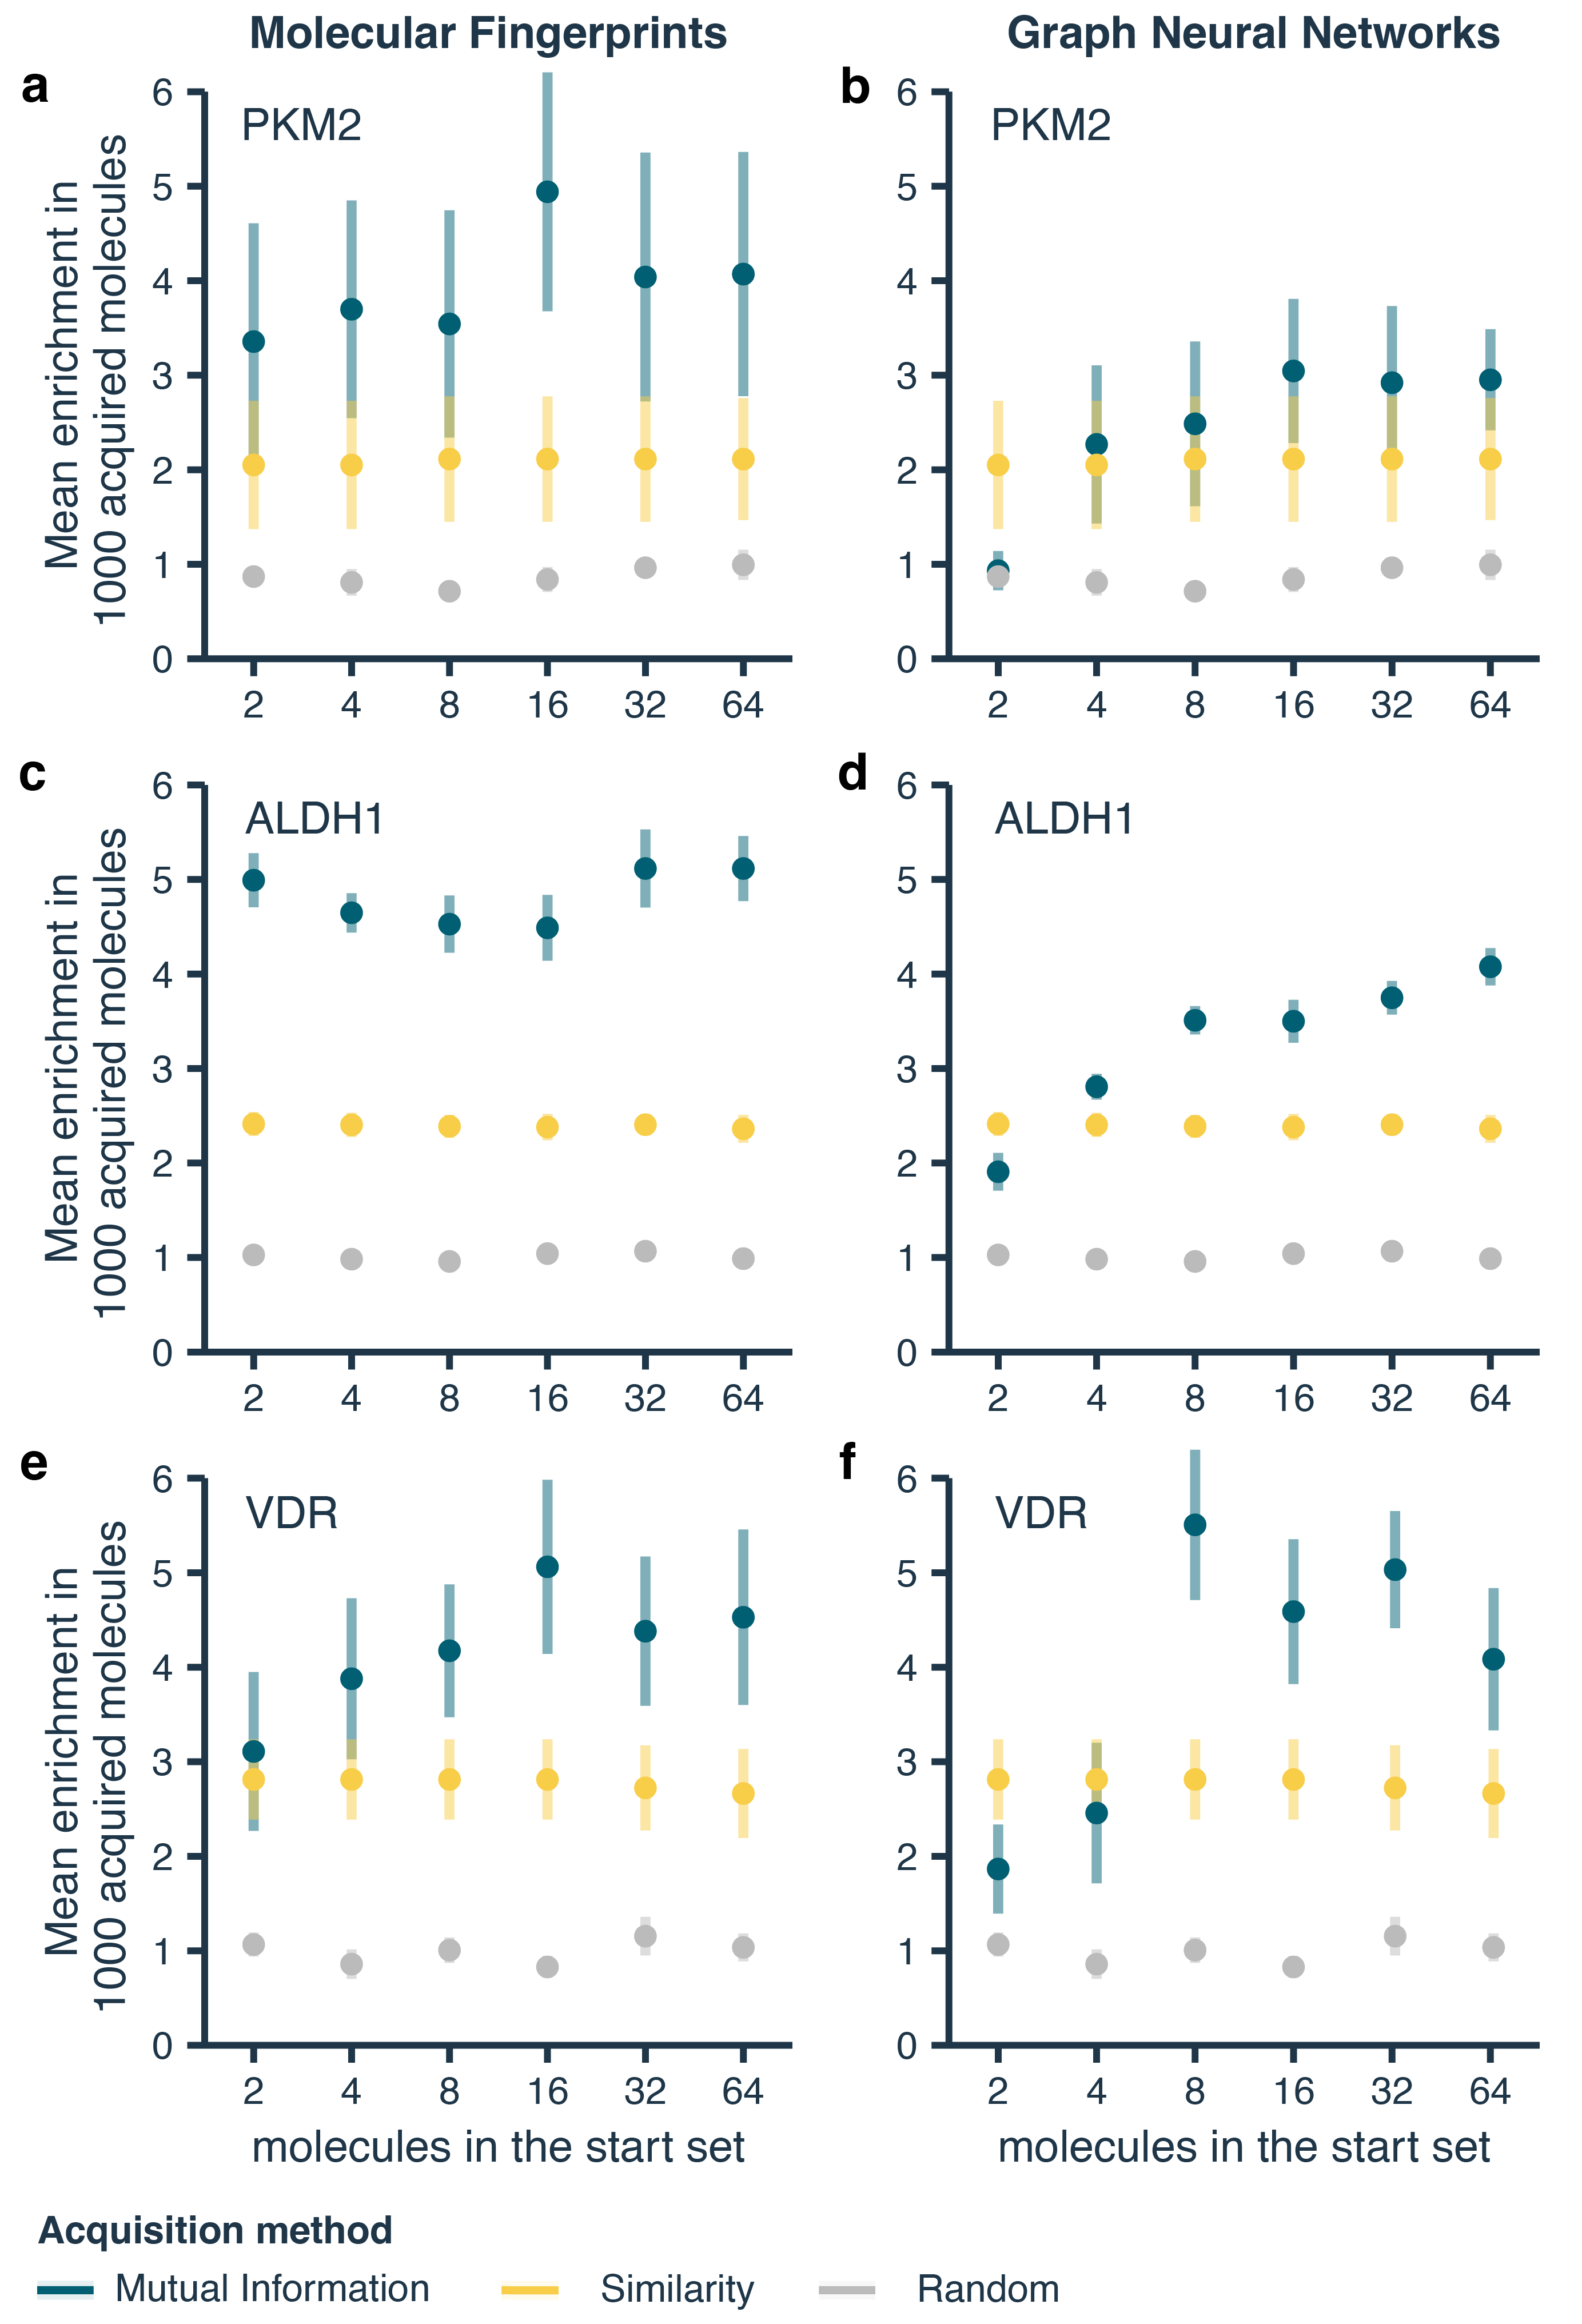 Molecular Fingerprints
Graph Neural Networks
a
PKM2
Mean enrichment in
1000 acquired molecules
6
5
4
3
2
1
0
2 4 8 16 32 64
b
PKM2
6
5
4
3
2
1
0
2 4 8 16 32 64
c
ALDH1
Mean enrichment in
1000 acquired molecules
6
5
4
3
2
1
0
2 4 8 16 32 64
d
ALDH1
6
5
4
3
2
1
0
2 4 8 16 32 64
e
VDR
Mean enrichment in
1000 acquired molecules
6
5
4
3
2
1
0
2 4 8 16 32 64
molecules in the start set
f
VDR
6
5
4
3
2
1
0
2 4 8 16 32 64
molecules in the start set
Acquisition method
Mutual Information Similarity Random